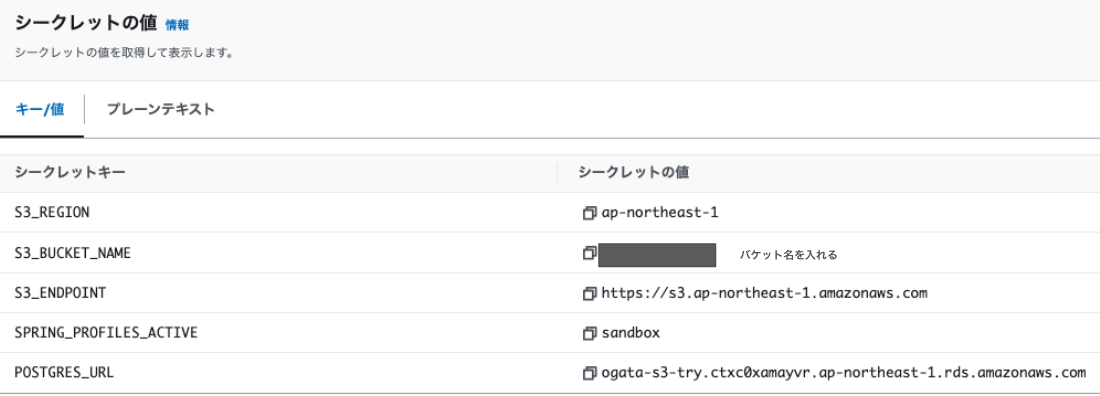 シークレットの値 情報
シークレットの値を取得して表示します。
キー/値 プレーンテキスト
シークレットキー シークレットの値
S3_REGION ap-northeast-1
S3_BUCKET_NAME バケット名を入れる
S3_ENDPOINT https://s3.ap-northeast-1.amazonaws.com
SPRING_PROFILES_ACTIVE sandbox
POSTGRES_URL ogata-s3-try.ctxc0xamayvr.ap-northeast-1.rds.amazonaws.com